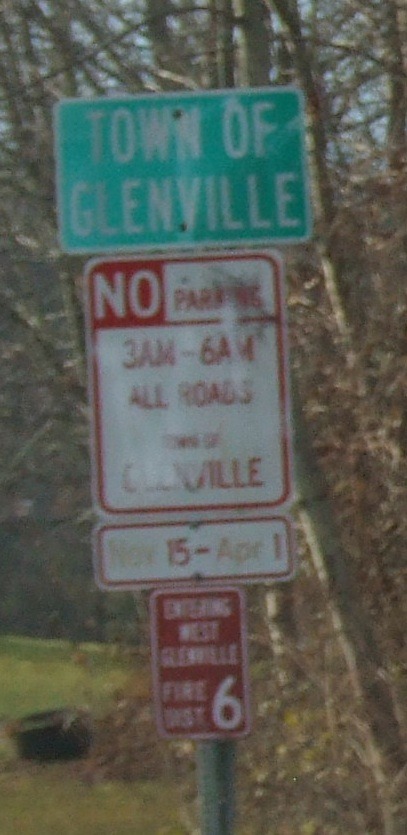 TOWN OF
GLENVILLE
NO PARKING
3AM-6AM
ALL ROADS
TOWN OF
GLENVILLE
Nov 15-Apr 1
ENTERING
WEST
GLENVILLE
FIRE
DIST 6